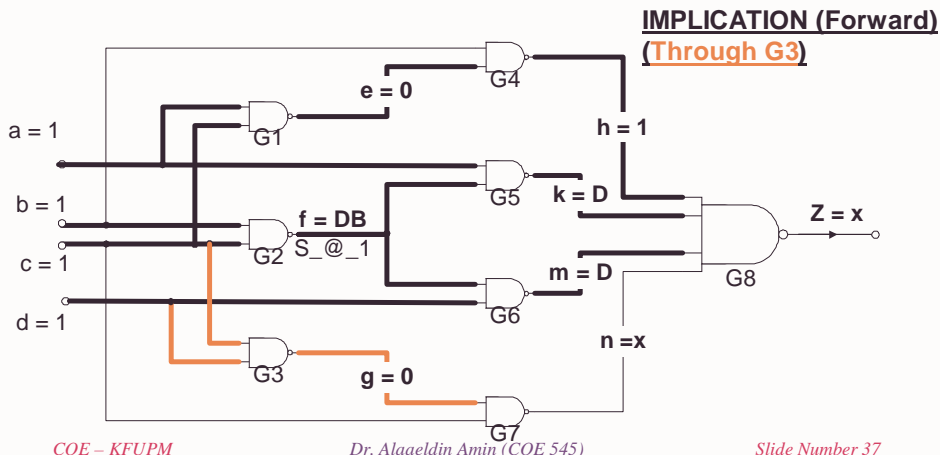 IMPLICATION (Forward)
(Through G3)
G4
e = 0
G1
a = 1
h = 1
G5
k = D
b = 1
f = DB
Z = x
G2
S_@_1
c = 1
m = D
G8
G6
d = 1
n =x
G3
g = 0
G7
COE – KFUPM
Dr. Alaaeldin Amin (COE 545)
Slide Number 37